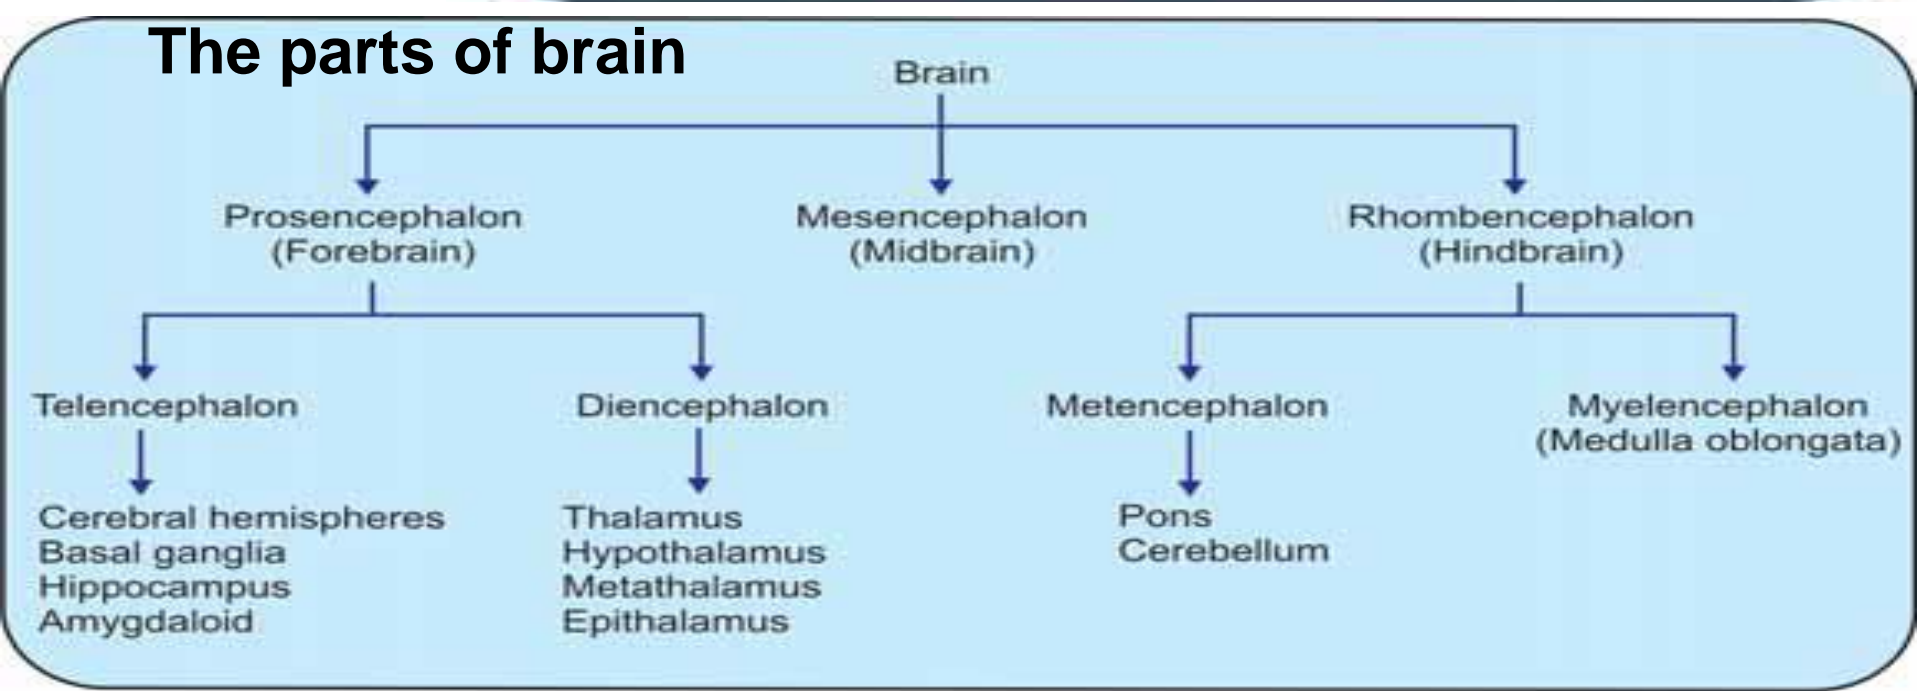 The parts of brain
Brain
Prosencephalon
(Forebrain)
Mesencephalon
(Midbrain)
Rhombencephalon
(Hindbrain)
Telencephalon
Diencephalon
Metencephalon
Myelencephalon
(Medulla oblongata)
Cerebral hemispheres
Basal ganglia
Hippocampus
Amygdaloid
Thalamus
Hypothalamus
Metathalamus
Epithalamus
Pons
Cerebellum